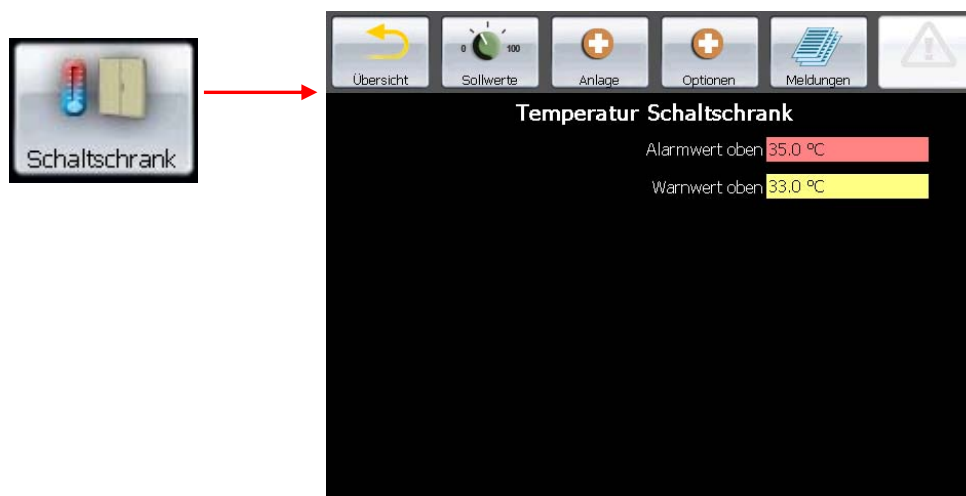 Schaltschrank
Übersicht
0 100
Sollwerte
Anlage
Optionen
Meldungen
Temperatur Schaltschrank
Alarmwert oben 35.0 °C
Warnwert oben 33.0 °C